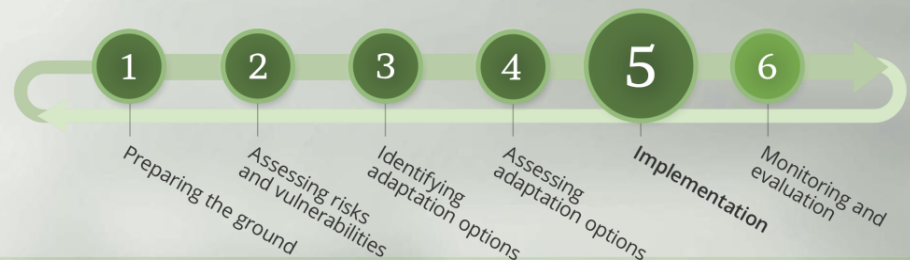 1
2
3
4
5
6
Preparing the ground
Assessing risks
and vulnerabilities
Identifying
adaptation options
Assessing
adaptation options
Implementation
Monitoring and
evaluation